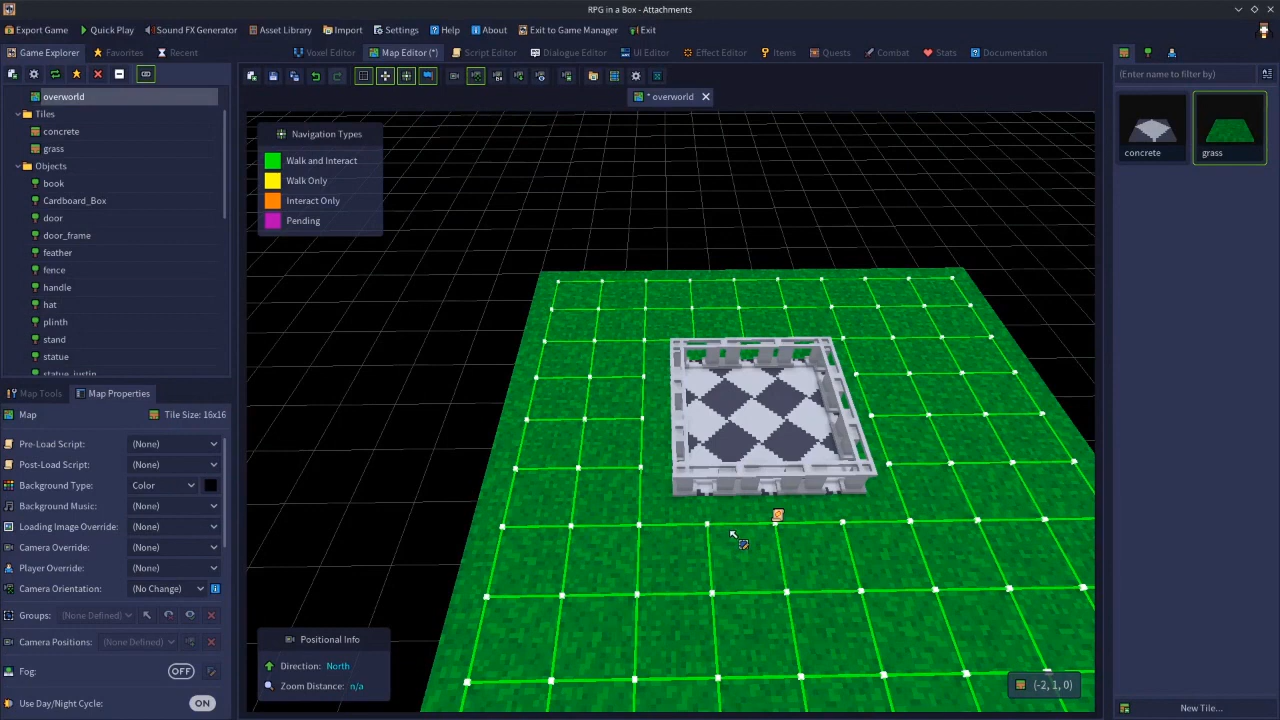 RPG in a Box - Attachments
Export Game Quick Play Sound FX Generator Asset Library Import Settings Help About Exit to Game Manager Exit
Game Explorer Favorites Recent Voxel Editor Map Editor (*) Script Editor Dialogue Editor UI Editor Effect Editor Items Quests Combat Stats Documentation
(Enter name to filter by)
overworld
* overworld
Tiles
concrete
grass
Objects
book
Cardboard_Box
door
door_frame
feather
fence
handle
hat
plinth
stand
statue
statue_justin
Navigation Types
Walk and Interact
Walk Only
Interact Only
Pending
concrete
grass
Map Tools Map Properties
Map Tile Size: 16x16
Pre-Load Script: (None)
Post-Load Script: (None)
Background Type: Color
Background Music: (None)
Loading Image Override: (None)
Camera Override: (None)
Player Override: (None)
Camera Orientation: (No Change)
Groups: (None Defined)
Camera Positions: (None Defined)
Fog: OFF
Use Day/Night Cycle: ON
Positional Info
Direction: North
Zoom Distance: n/a
(-2, 1, 0)
New Tile...